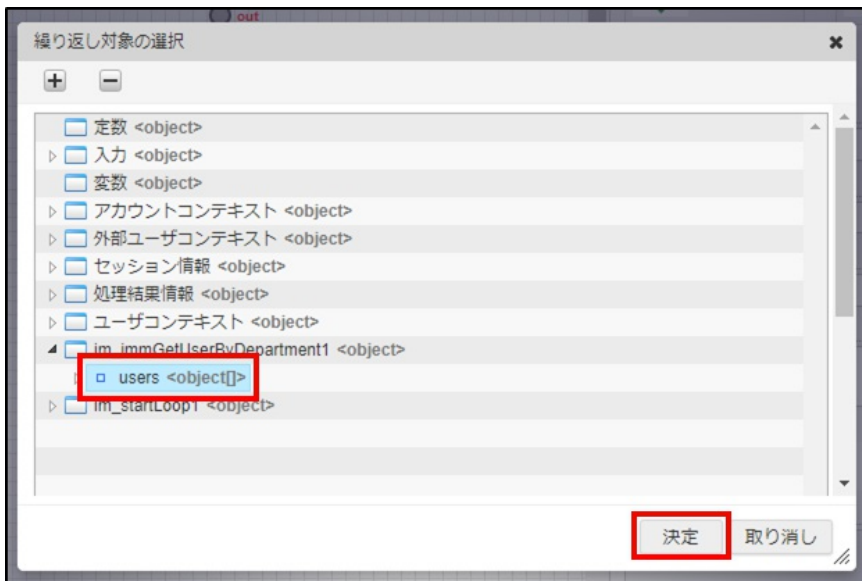 out
繰り返し対象の選択
定数 <object>
入力 <object>
変数 <object>
アカウントコンテキスト <object>
外部ユーザコンテキスト <object>
セッション情報 <object>
処理結果情報 <object>
ユーザコンテキスト <object>
im_immGetUserByDepartment1 <object>
users <object[]>
im_startLoop1 <object>
決定 取り消し